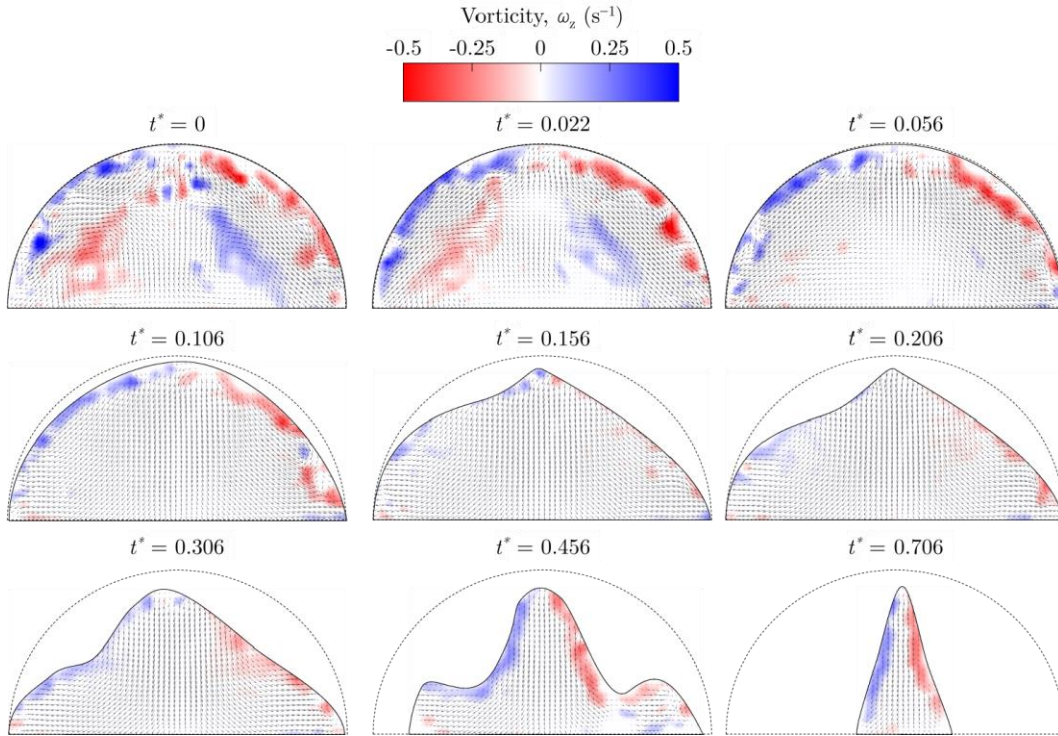 Vorticity, ω_z (s⁻¹)
-0.5 -0.25 0 0.25 0.5
t* = 0 t* = 0.022 t* = 0.056
t* = 0.106 t* = 0.156 t* = 0.206
t* = 0.306 t* = 0.456 t* = 0.706